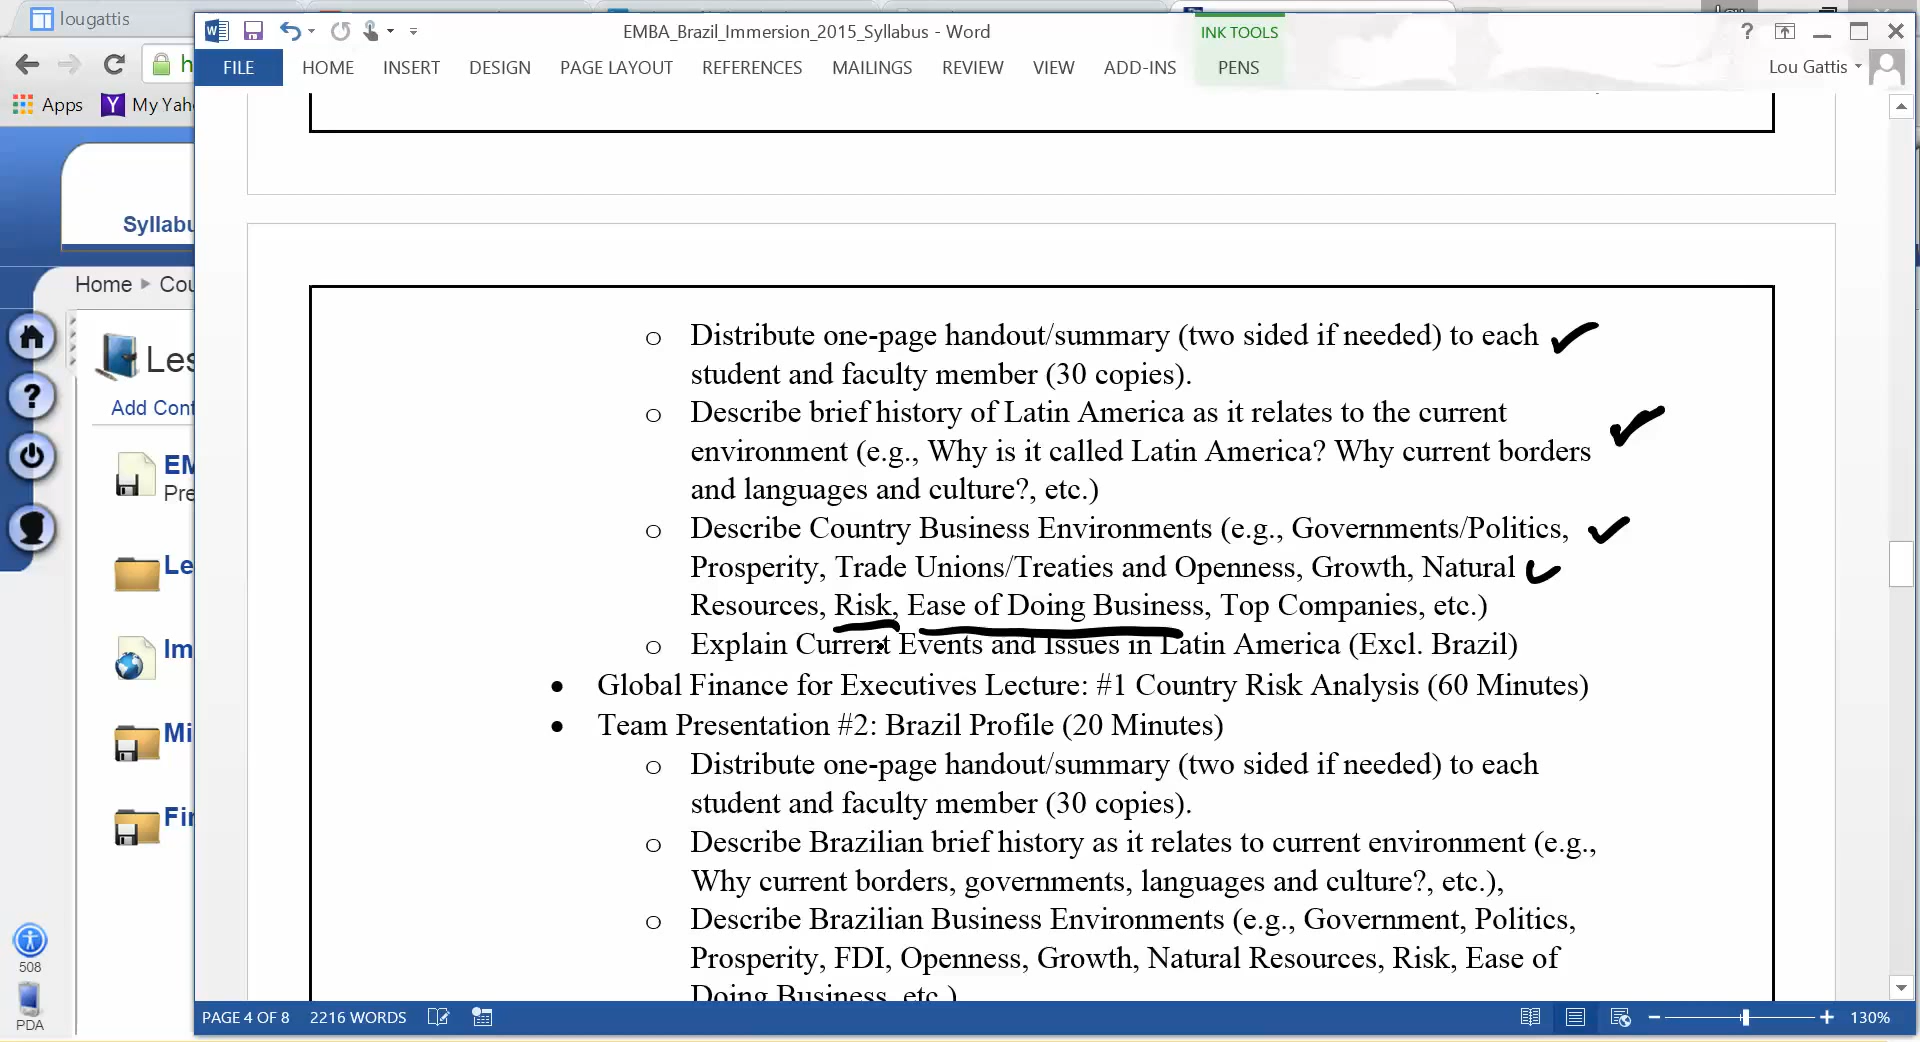 lougattis
EMBA_Brazil_Immersion_2015_Syllabus - Word
INK TOOLS
?
FILE HOME INSERT DESIGN PAGE LAYOUT REFERENCES MAILINGS REVIEW VIEW ADD-INS PENS
Lou Gattis
h
Apps My Yah
Syllabu
Home Cou
Les
Add Cont
EM
Pre
Le
Im
Mi
Fin
508
PDA
o Distribute one-page handout/summary (two sided if needed) to each
student and faculty member (30 copies).
o Describe brief history of Latin America as it relates to the current
environment (e.g., Why is it called Latin America? Why current borders
and languages and culture?, etc.)
o Describe Country Business Environments (e.g., Governments/Politics,
Prosperity, Trade Unions/Treaties and Openness, Growth, Natural
Resources, Risk, Ease of Doing Business, Top Companies, etc.)
o Explain Current Events and Issues in Latin America (Excl. Brazil)
• Global Finance for Executives Lecture: #1 Country Risk Analysis (60 Minutes)
• Team Presentation #2: Brazil Profile (20 Minutes)
o Distribute one-page handout/summary (two sided if needed) to each
student and faculty member (30 copies).
o Describe Brazilian brief history as it relates to current environment (e.g.,
Why current borders, governments, languages and culture?, etc.),
o Describe Brazilian Business Environments (e.g., Government, Politics,
Prosperity, FDI, Openness, Growth, Natural Resources, Risk, Ease of
Doing Business, etc.)
PAGE 4 OF 8 2216 WORDS
130%